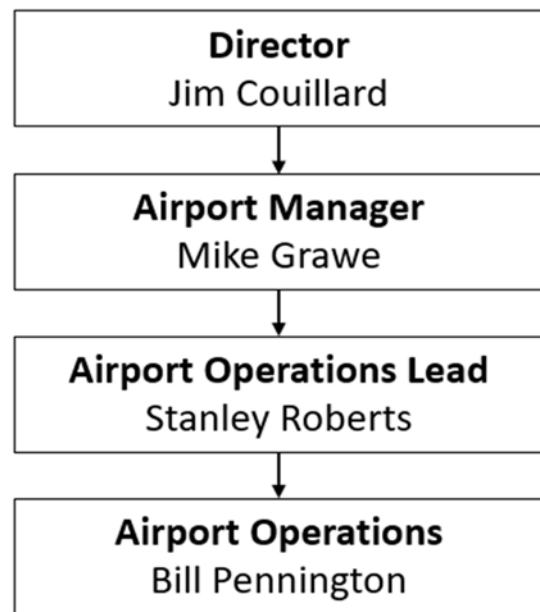 Director
Jim Couillard
Airport Manager
Mike Grawe
Airport Operations Lead
Stanley Roberts
Airport Operations
Bill Pennington